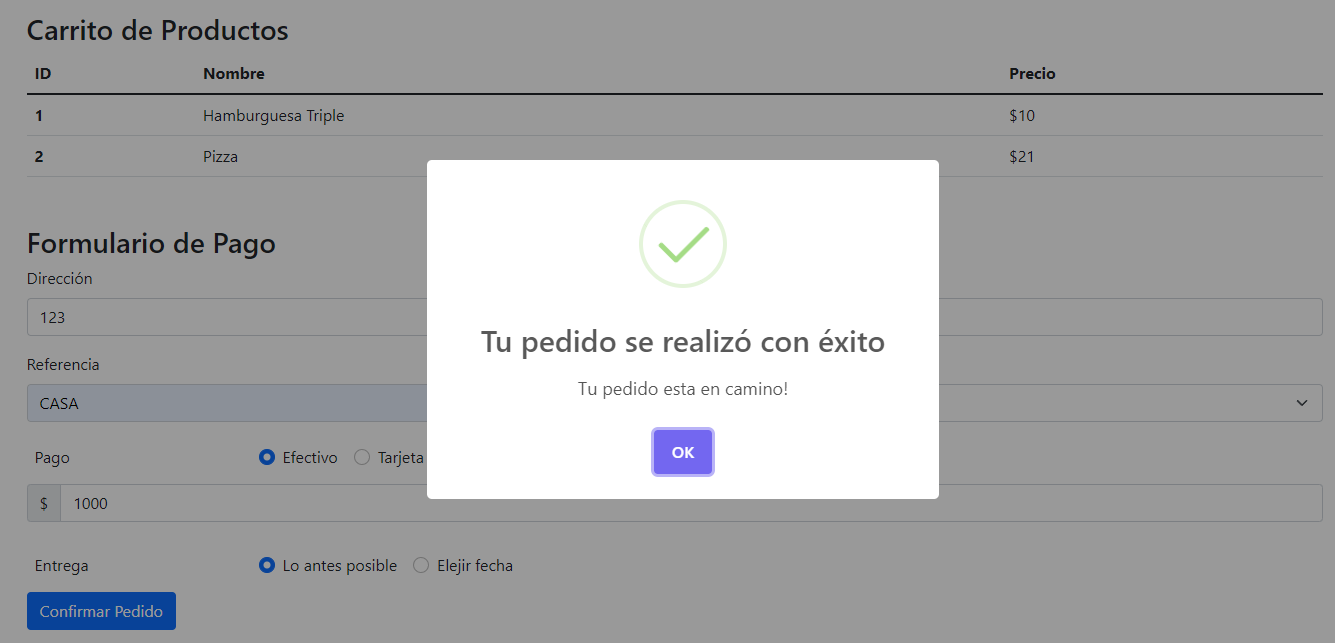 Carrito de Productos
ID Nombre Precio
1 Hamburguesa Triple $10
2 Pizza $21
Formulario de Pago
Dirección
123
Referencia
CASA
Pago Efectivo Tarjeta
$ 1000
Entrega Lo antes posible Elejir fecha
Confirmar Pedido
Tu pedido se realizó con éxito
Tu pedido esta en camino!
OK